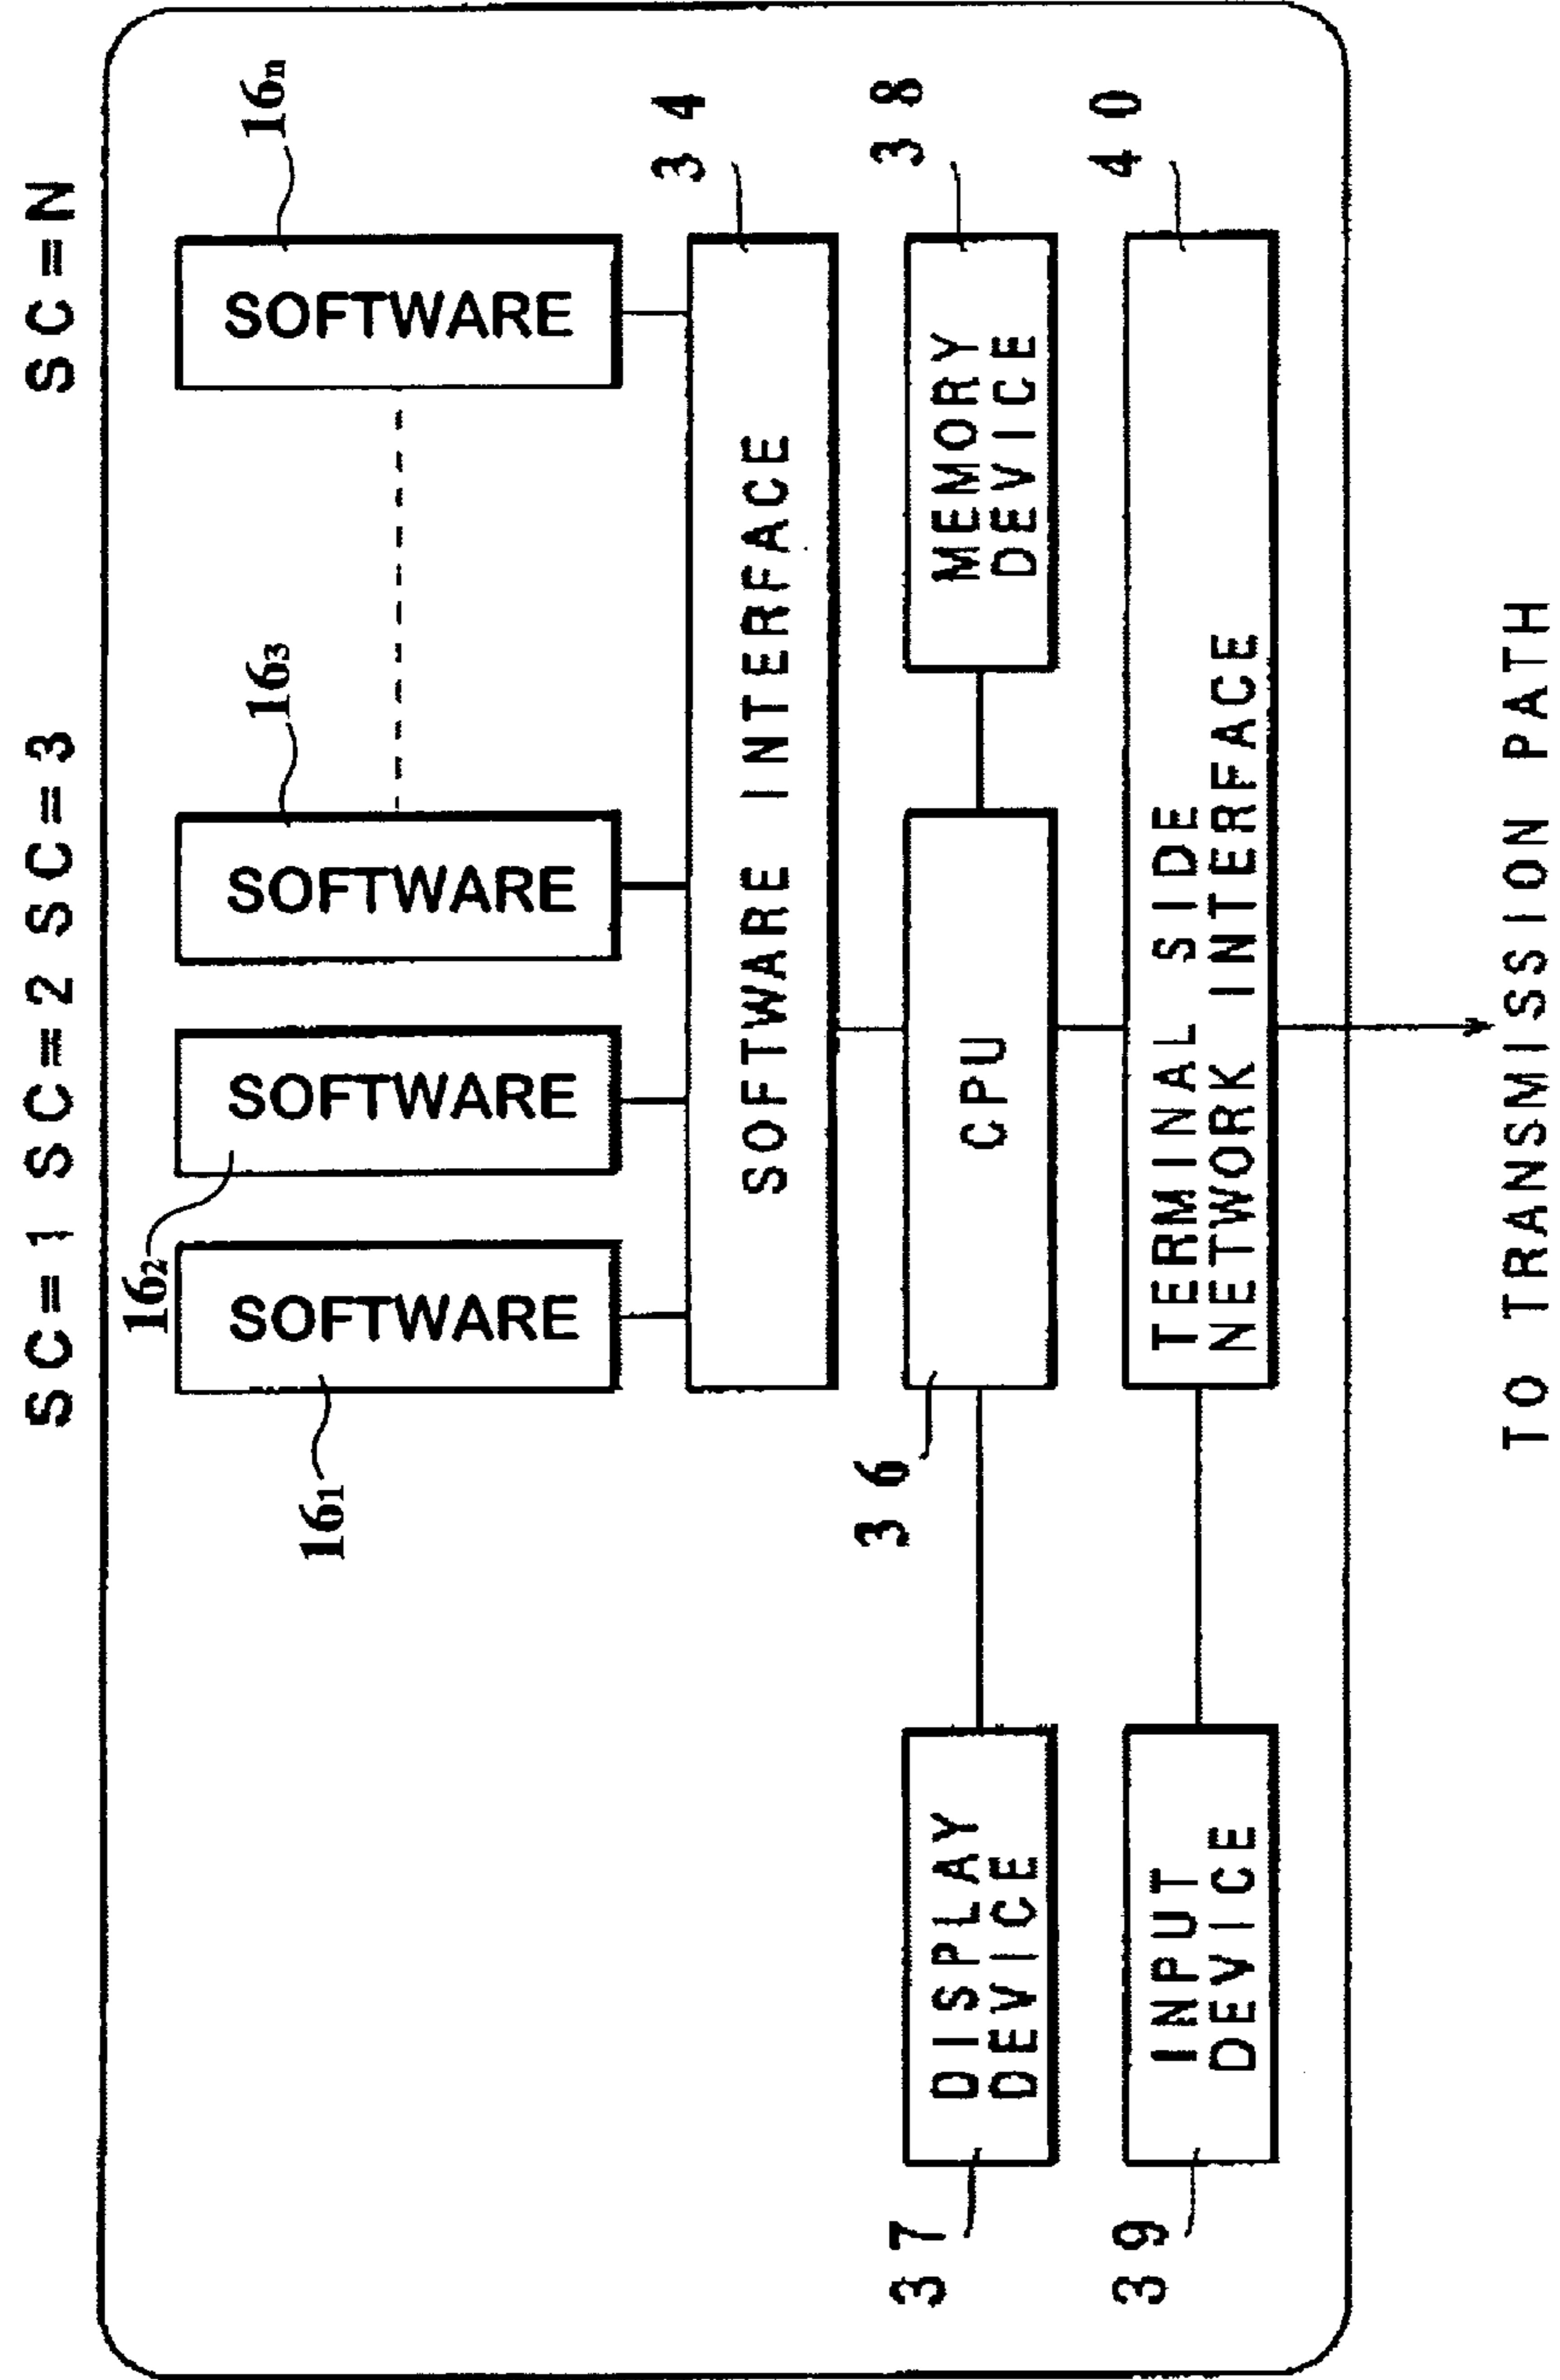 SC=1 SC=2 SC=3 SC=N
16₁
16₂
16₃
16ₙ
SOFTWARE
SOFTWARE
SOFTWARE
SOFTWARE
SOFTWARE INTERFACE
34
36
CPU
MEMORY
DEVICE
38
37
DISPLAY
DEVICE
39
INPUT
DEVICE
TERMINAL SIDE
NETWORK INTERFACE
40
TO TRANSMISSION PATH